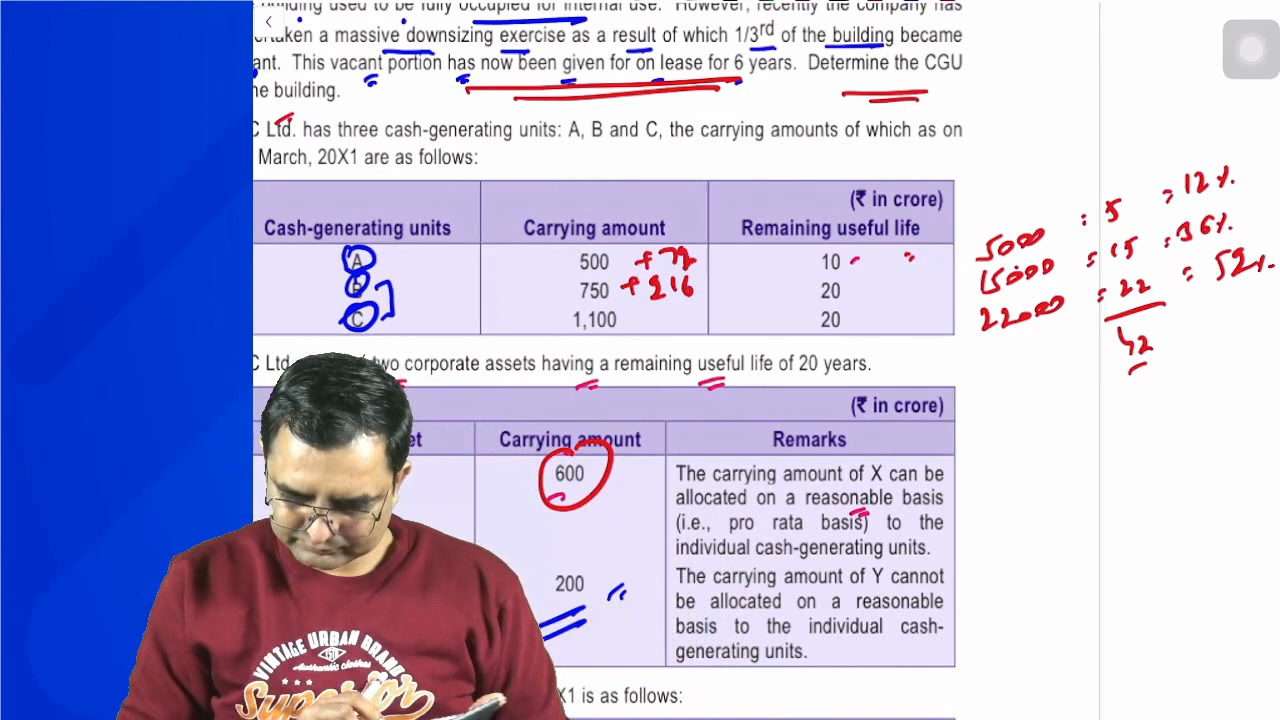 building used to be fully occupied for internal use. However, recently the company has
ertaken a massive downsizing exercise as a result of which 1/3rd of the building became
ant. This vacant portion has now been given for on lease for 6 years. Determine the CGU
he building.
C Ltd. has three cash-generating units: A, B and C, the carrying amounts of which as on
March, 20X1 are as follows:
(₹ in crore)
Cash-generating units Carrying amount Remaining useful life
A 500 +72 10
B 750 +216 20
C 1,100 20
5000 = 5 = 12%
15000 = 15 = 36%
22000 = 22 = 52%
42
C Ltd. two corporate assets having a remaining useful life of 20 years.
(₹ in crore)
et Carrying amount Remarks
600 The carrying amount of X can be
allocated on a reasonable basis
(i.e., pro rata basis) to the
individual cash-generating units.
200 The carrying amount of Y cannot
be allocated on a reasonable
basis to the individual cash-
generating units.
X1 is as follows:
VINTAGE URBAN BRAND
Authentic clothes
Superior